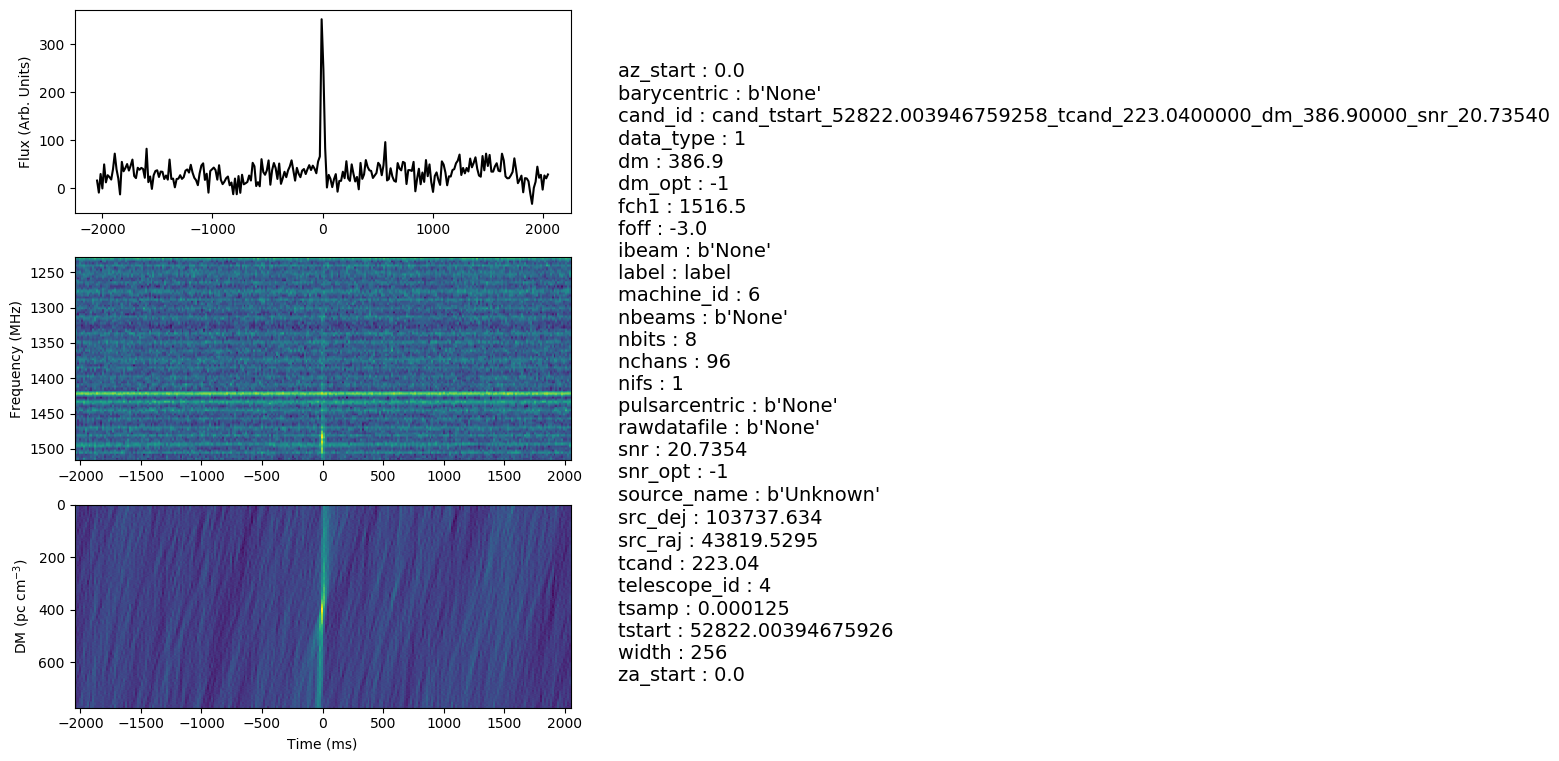 300
200
100
0
Flux (Arb. Units)
−2000
−1000
0
1000
2000
1250
1300
1350
1400
1450
1500
Frequency (MHz)
−2000
−1500
−1000
−500
0
500
1000
1500
2000
0
200
400
600
DM (pc cm⁻³)
−2000
−1500
−1000
−500
0
500
1000
1500
2000
Time (ms)
az_start : 0.0
barycentric : b'None'
cand_id : cand_tstart_52822.003946759258_tcand_223.0400000_dm_386.90000_snr_20.73540
data_type : 1
dm : 386.9
dm_opt : -1
fch1 : 1516.5
foff : -3.0
ibeam : b'None'
label : label
machine_id : 6
nbeams : b'None'
nbits : 8
nchans : 96
nifs : 1
pulsarcentric : b'None'
rawdatafile : b'None'
snr : 20.7354
snr_opt : -1
source_name : b'Unknown'
src_dej : 103737.634
src_raj : 43819.5295
tcand : 223.04
telescope_id : 4
tsamp : 0.000125
tstart : 52822.00394675926
width : 256
za_start : 0.0